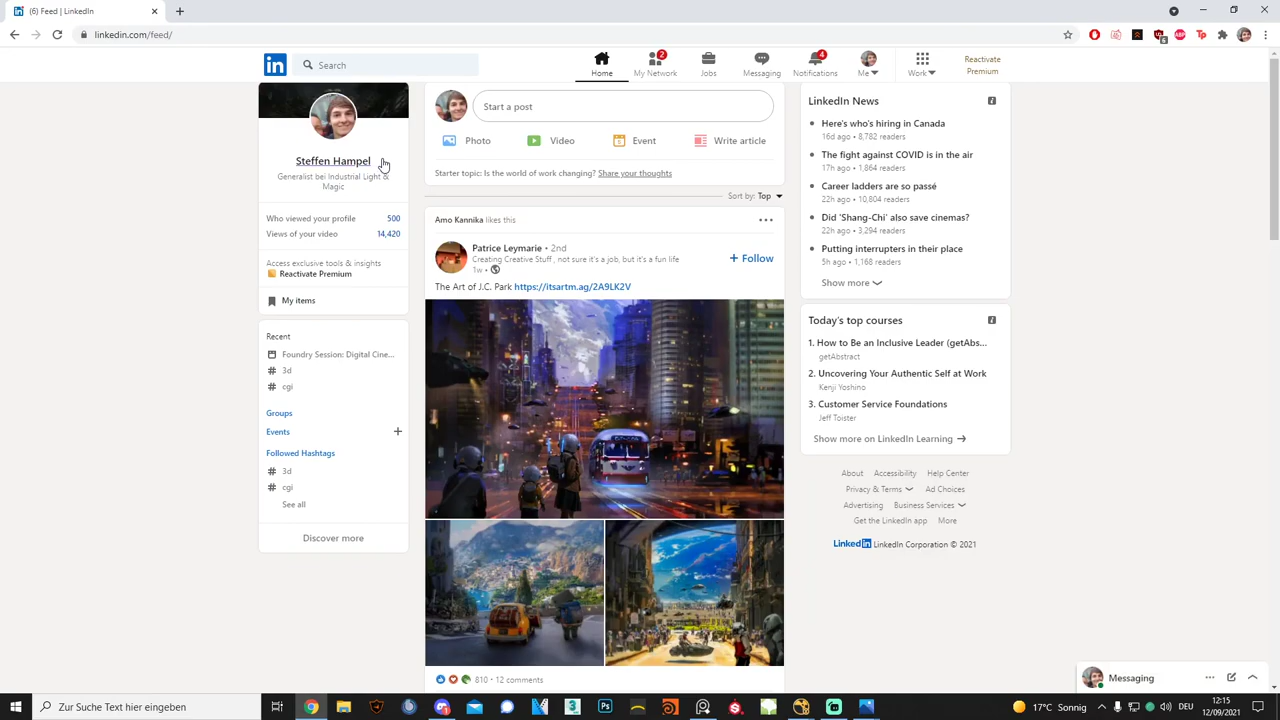 (6) Feed | LinkedIn
linkedin.com/feed/
Search
Home
2
My Network
Jobs
Messaging
4
Notifications
Me
Work
Reactivate
Premium
Steffen Hampel
Generalist bei Industrial Light &
Magic
Who viewed your profile 500
Views of your video 14,420
Access exclusive tools & insights
Reactivate Premium
My items
Recent
Foundry Session: Digital Cine...
# 3d
# cgi
Groups
Events +
Followed Hashtags
# 3d
# cgi
See all
Discover more
Start a post
Photo Video Event Write article
Starter topic: Is the world of work changing? Share your thoughts
Sort by: Top
Amo Kannika likes this
Patrice Leymarie • 2nd
Creating Creative Stuff , not sure it's a job, but it's a fun life
1w •
+ Follow
The Art of J.C. Park https://itsartm.ag/2A9LK2V
810 • 12 comments
LinkedIn News
Here's who's hiring in Canada
16d ago • 8,782 readers
The fight against COVID is in the air
17h ago • 1,864 readers
Career ladders are so passé
22h ago • 10,804 readers
Did 'Shang-Chi' also save cinemas?
22h ago • 3,294 readers
Putting interrupters in their place
5h ago • 1,168 readers
Show more
Today's top courses
1. How to Be an Inclusive Leader (getAbs...
getAbstract
2. Uncovering Your Authentic Self at Work
Kenji Yoshino
3. Customer Service Foundations
Jeff Toister
Show more on LinkedIn Learning →
About Accessibility Help Center
Privacy & Terms Ad Choices
Advertising Business Services
Get the LinkedIn app More
LinkedIn LinkedIn Corporation © 2021
Messaging
Zur Suche Text hier eingeben
17°C Sonnig
DEU
12:15
12/09/2021